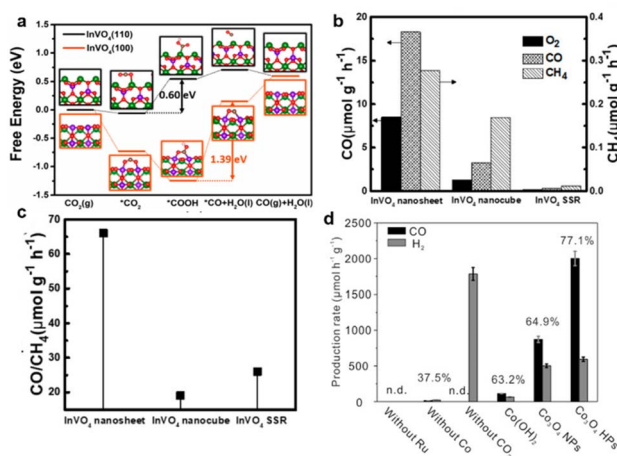 a
InVO4(110)
InVO4(100)
Free Energy (eV)
1.5
1.0
0.5
0.0
-0.5
-1.0
-1.5
0.60 eV
1.39 eV
CO2(g)
*CO2
*COOH
*CO+H2O(l)
CO(g)+H2O(l)
b
CO(μmol g-1 h-1)
20
15
10
5
0
O2
CO
CH4
0.4
0.3
0.2
0.1
0.0
CH4(μmol g-1 h-1)
InVO4 nanosheet
InVO4 nanocube
InVO4 SSR
c
CO/CH4(μmol g-1 h-1)
70
60
50
40
30
20
InVO4 nanosheet
InVO4 nanocube
InVO4 SSR
d
Production rate (μmol h-1 g-1)
2500
2000
1500
1000
500
0
CO
H2
n.d.
37.5%
n.d.
63.2%
64.9%
77.1%
Without Ru
Without Co
Without CO2
Co(OH)2
Co3O4 NPs
Co3O4 HPs